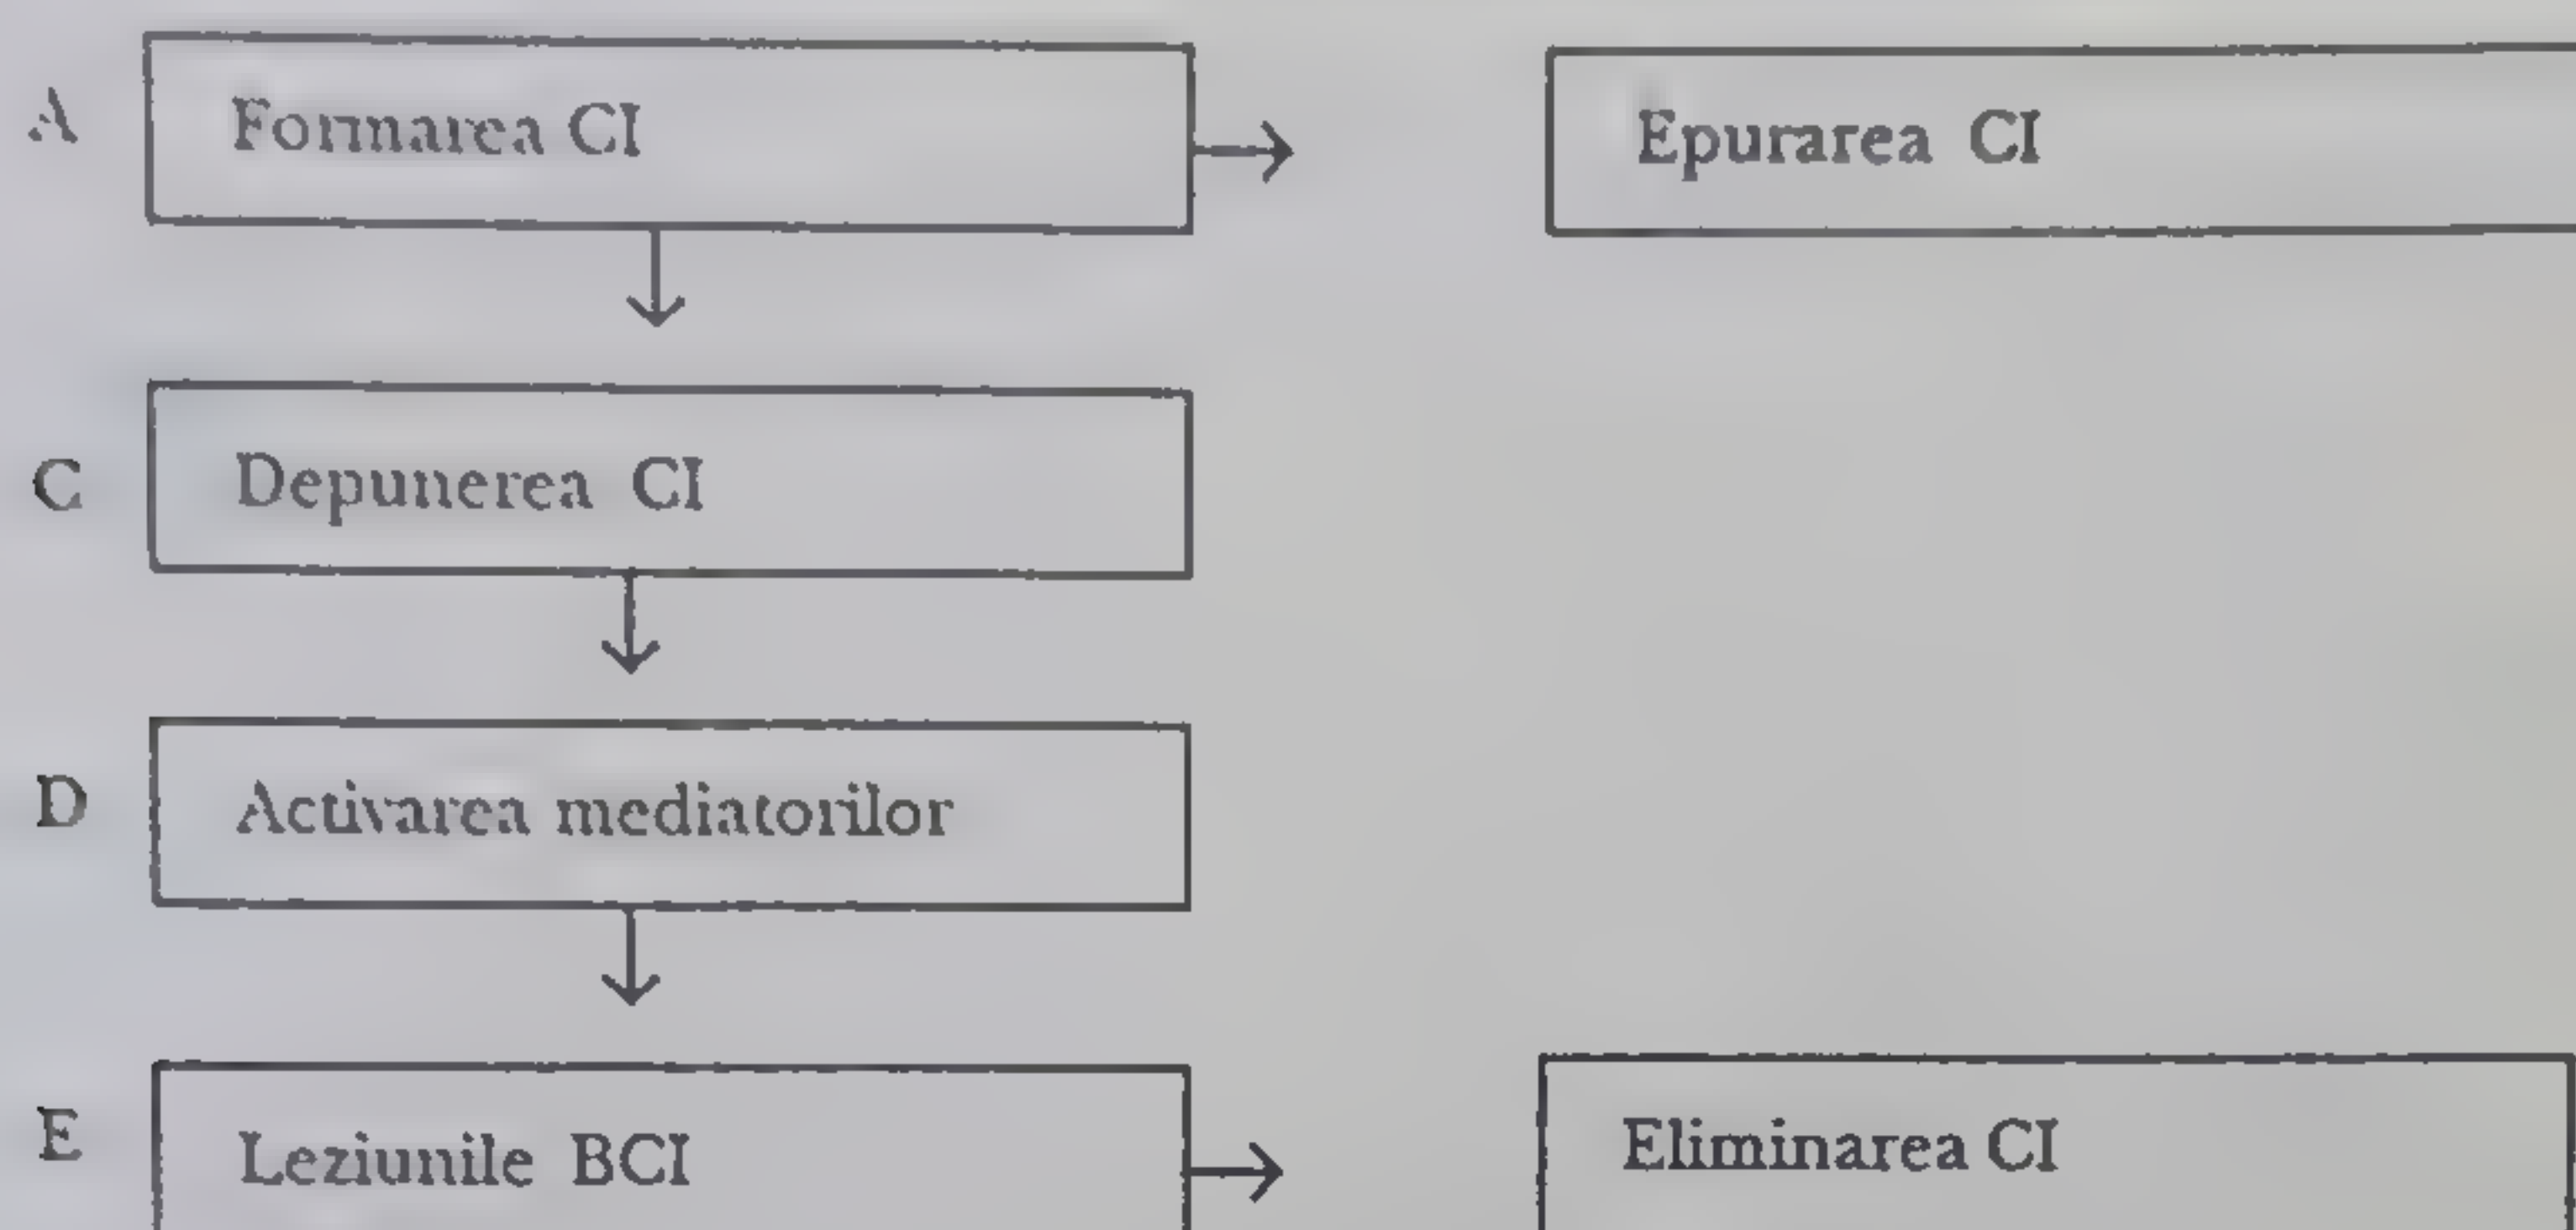 A Formarea CI Epurarea CI
C Depunerea CI
D Activarea mediatorilor
E Leziunile BCI Eliminarea CI